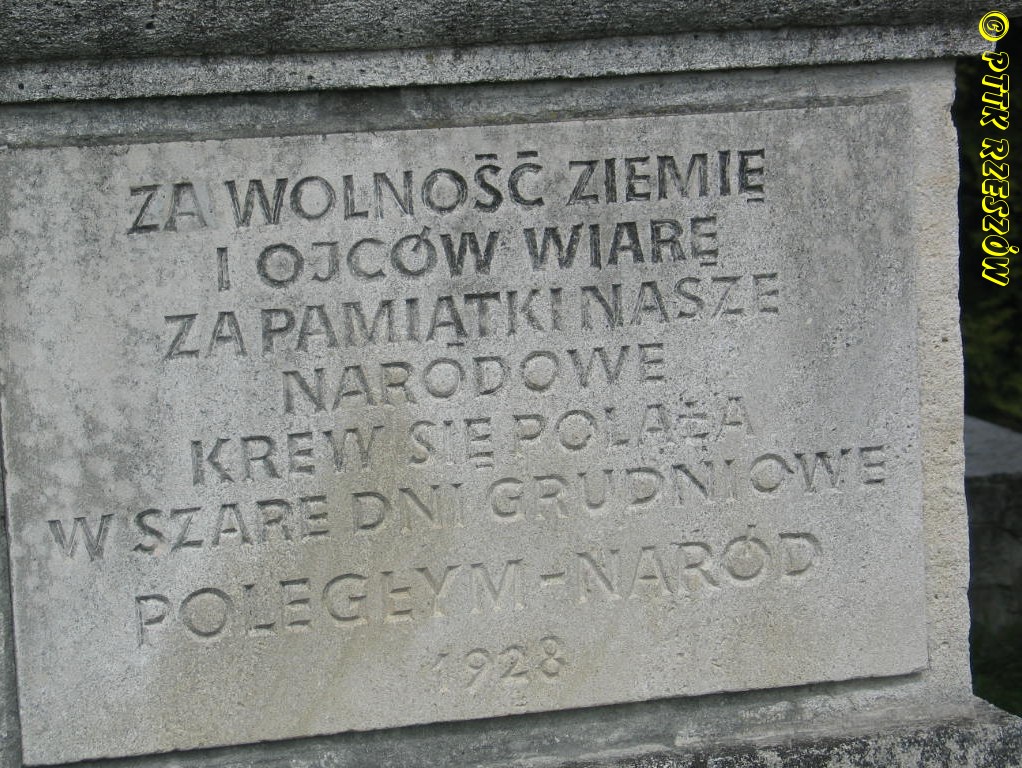 ZA WOLNOŚĆ ZIEMIĘ
I OJCÓW WIARĘ
ZA PAMIĄTKI NASZE
NARODOWE
KREW SIĘ POLAŁA
W SZARE DNI GRUDNIOWE
POLEGŁYM - NARÓD
1928
© PTTK RZESZÓW